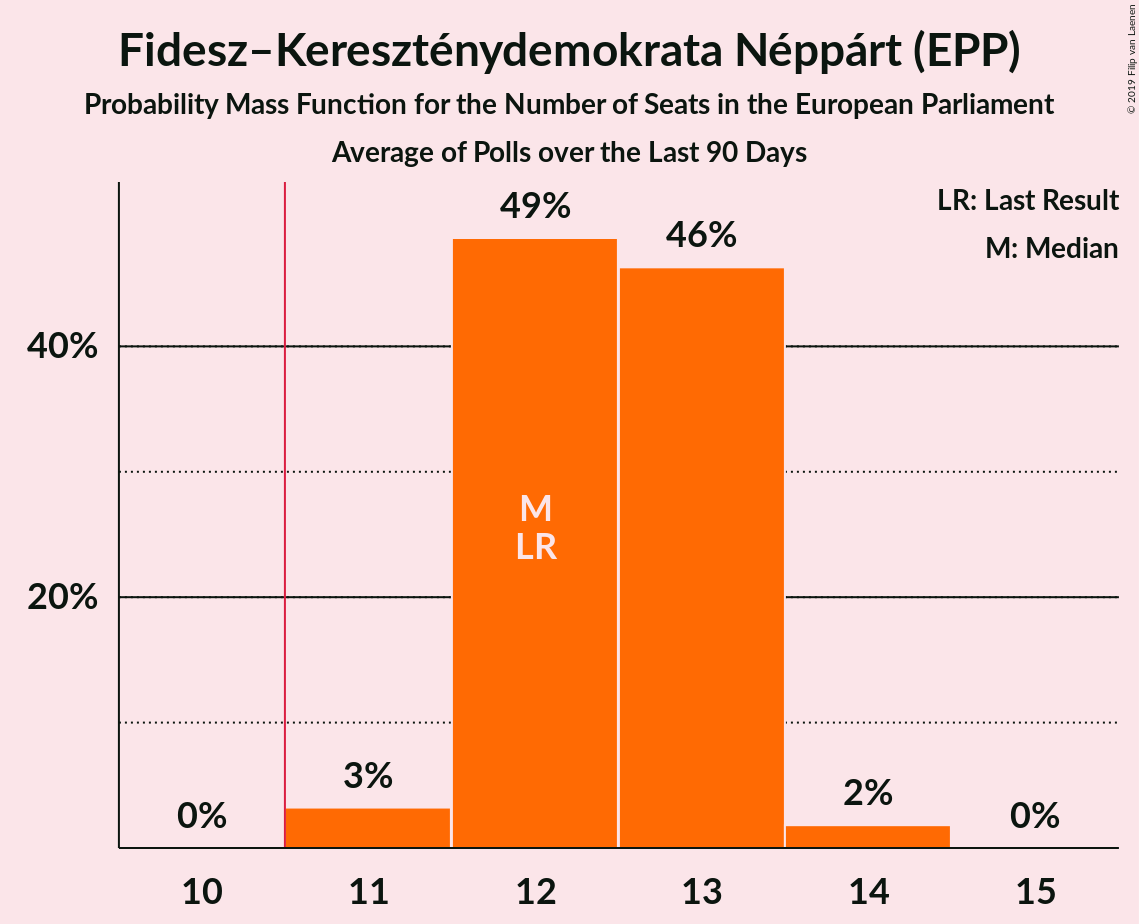 Fidesz–Kereszténydemokrata Néppárt (EPP)
Probability Mass Function for the Number of Seats in the European Parliament
Average of Polls over the Last 90 Days
© 2019 Filip van Laenen
LR: Last Result
M: Median
49%
46%
40%
M
LR
20%
3%
2%
0%
0%
10 11 12 13 14 15